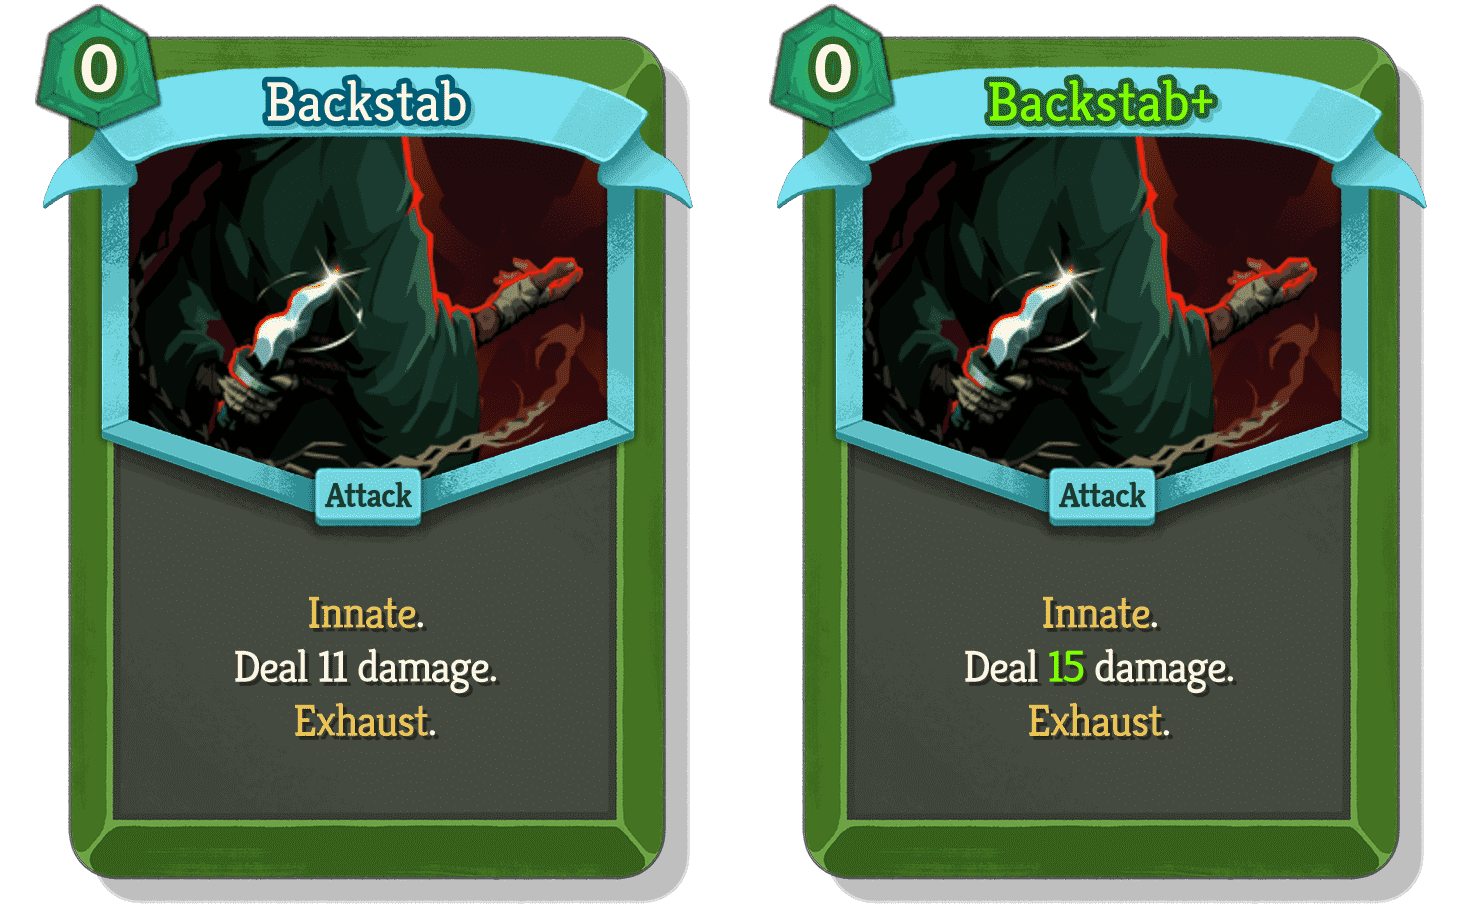 0
Backstab
Attack
Innate.
Deal 11 damage.
Exhaust.
0
Backstab+
Attack
Innate.
Deal 15 damage.
Exhaust.